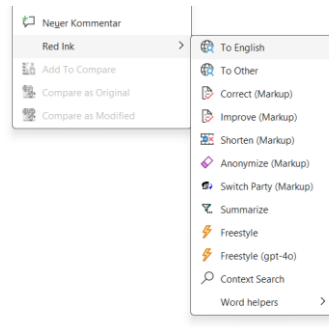 Neuer Kommentar
Red Ink
Add To Compare
Compare as Original
Compare as Modified
To English
To Other
Correct (Markup)
Improve (Markup)
Shorten (Markup)
Anonymize (Markup)
Switch Party (Markup)
Summarize
Freestyle
Freestyle (gpt-4o)
Context Search
Word helpers